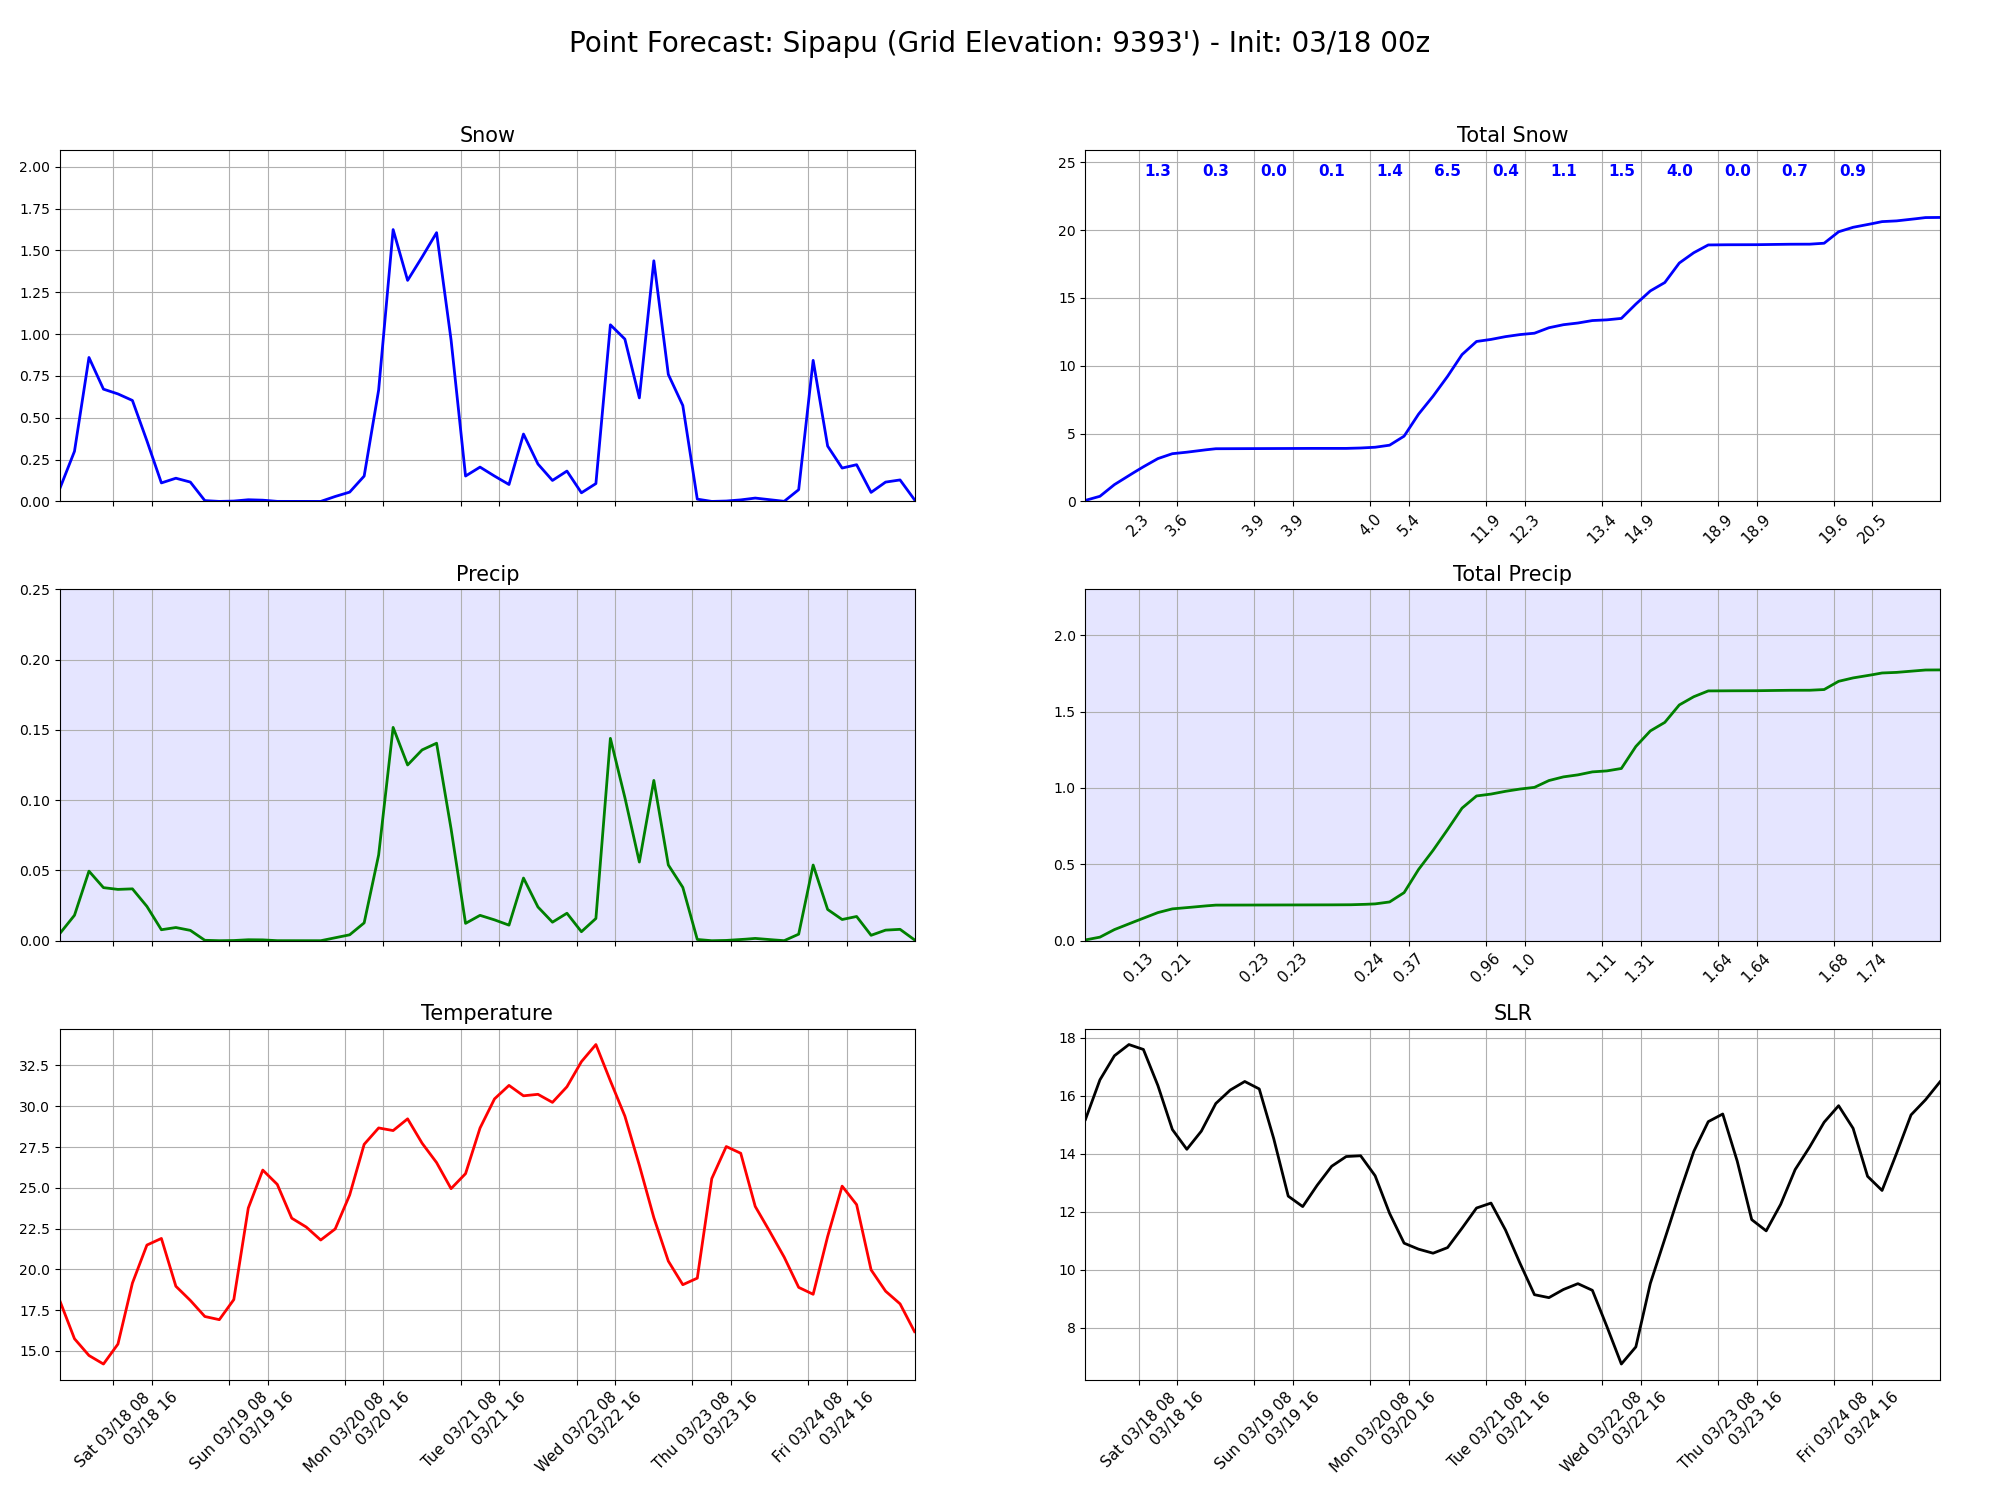 Point Forecast: Sipapu (Grid Elevation: 9393') - Init: 03/18 00z
Snow
2.00
1.75
1.50
1.25
1.00
0.75
0.50
0.25
0.00
Total Snow
25
20
15
10
5
0
1.3 0.3 0.0 0.1 1.4 6.5 0.4 1.1 1.5 4.0 0.0 0.7 0.9
2.3 3.6 3.9 3.9 4.0 5.4 11.9 12.3 13.4 14.9 18.9 18.9 19.6 20.5
Precip
0.25
0.20
0.15
0.10
0.05
0.00
Total Precip
2.0
1.5
1.0
0.5
0.0
0.13 0.21 0.23 0.23 0.24 0.37 0.96 1.0 1.11 1.31 1.64 1.64 1.68 1.74
Temperature
32.5
30.0
27.5
25.0
22.5
20.0
17.5
15.0
Sat 03/18 08
03/18 16
Sun 03/19 08
03/19 16
Mon 03/20 08
03/20 16
Tue 03/21 08
03/21 16
Wed 03/22 08
03/22 16
Thu 03/23 08
03/23 16
Fri 03/24 08
03/24 16
SLR
18
16
14
12
10
8
Sat 03/18 08
03/18 16
Sun 03/19 08
03/19 16
Mon 03/20 08
03/20 16
Tue 03/21 08
03/21 16
Wed 03/22 08
03/22 16
Thu 03/23 08
03/23 16
Fri 03/24 08
03/24 16